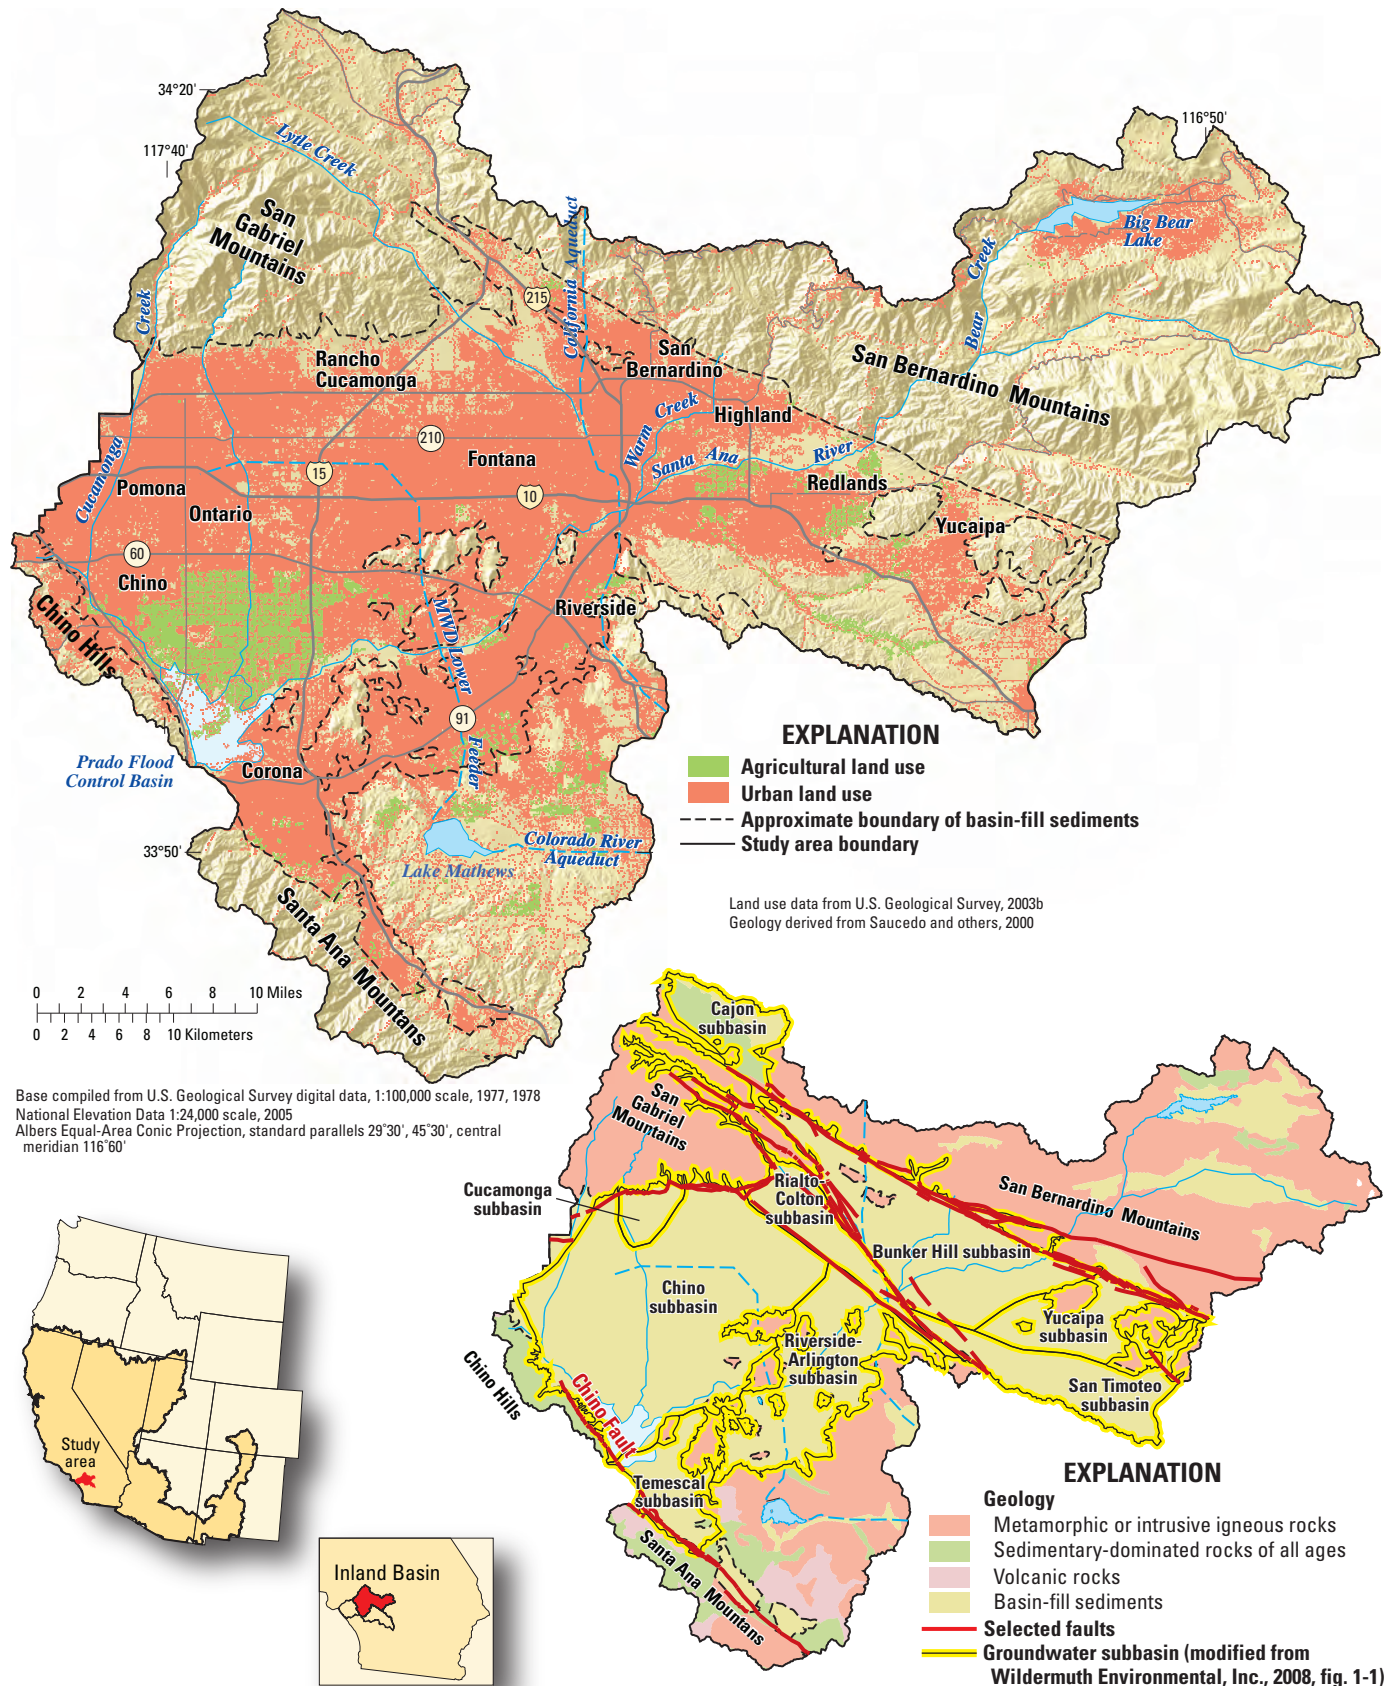 34°20'
117°40'
116°50'
Lytle Creek
San
Gabriel
Mountains
California Aqueduct
Big Bear
Lake
Bear Creek
Creek
215
Rancho
Cucamonga
San
Bernardino
San Bernardino Mountains
Highland
Warm Creek
Cucamonga
210
Fontana
Santa Ana River
15
Pomona
Redlands
10
Ontario
Yucaipa
60
Chino
Riverside
Chino Hills
MWD Lower
Feeder
91
Prado Flood
Control Basin
Corona
33°50'
Colorado River
Aqueduct
Lake Mathews
Santa Ana Mountans
EXPLANATION
Agricultural land use
Urban land use
Approximate boundary of basin-fill sediments
Study area boundary
Land use data from U.S. Geological Survey, 2003b
Geology derived from Saucedo and others, 2000
0 2 4 6 8 10 Miles
0 2 4 6 8 10 Kilometers
Base compiled from U.S. Geological Survey digital data, 1:100,000 scale, 1977, 1978
National Elevation Data 1:24,000 scale, 2005
Albers Equal-Area Conic Projection, standard parallels 29°30', 45°30', central
meridian 116°60'
Cajon
subbasin
San
Gabriel
Mountains
Cucamonga
subbasin
Rialto-
Colton
subbasin
San Bernardino Mountains
Bunker Hill subbasin
Chino
subbasin
Yucaipa
subbasin
Riverside-
Arlington
subbasin
San Timoteo
subbasin
Chino Hills
Chino Fault
Temescal
subbasin
Santa Ana Mountans
Study
area
Inland Basin
EXPLANATION
Geology
Metamorphic or intrusive igneous rocks
Sedimentary-dominated rocks of all ages
Volcanic rocks
Basin-fill sediments
Selected faults
Groundwater subbasin (modified from
Wildermuth Environmental, Inc., 2008, fig. 1-1)